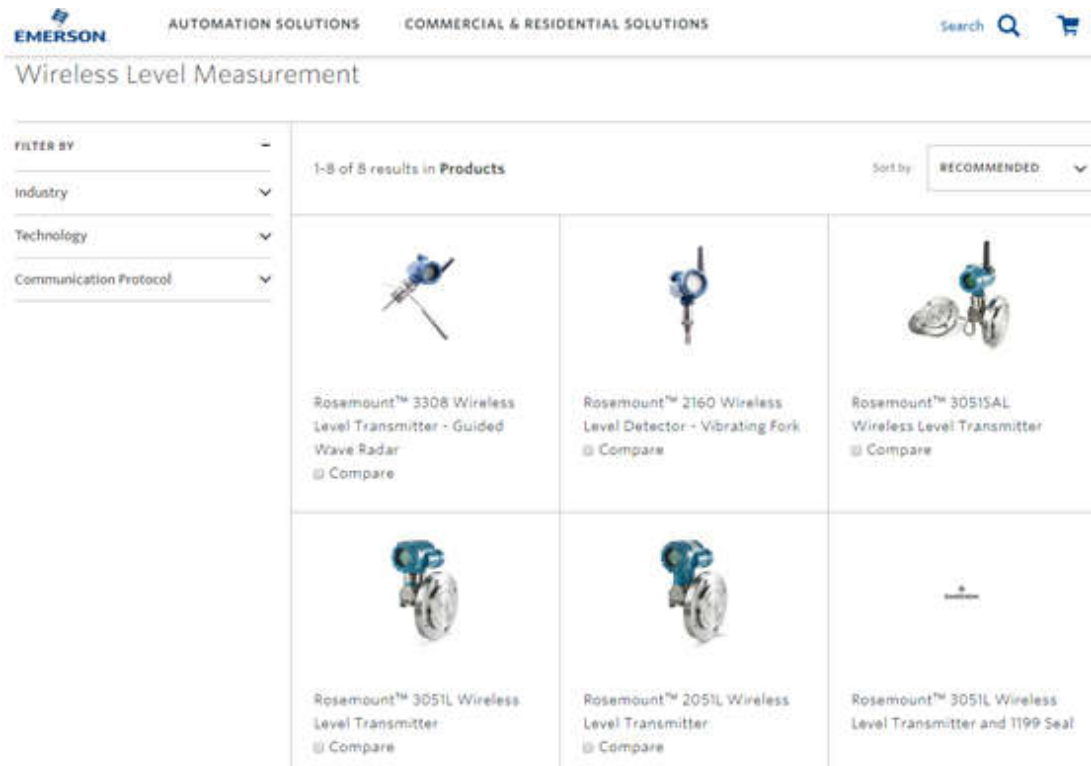 EMERSON
AUTOMATION SOLUTIONS
COMMERCIAL & RESIDENTIAL SOLUTIONS
Search
Wireless Level Measurement
FILTER BY
Industry
Technology
Communication Protocol
1-8 of 8 results in Products
Sort by
RECOMMENDED
Rosemount™ 3308 Wireless
Level Transmitter - Guided
Wave Radar
Compare
Rosemount™ 2160 Wireless
Level Detector - Vibrating Fork
Compare
Rosemount™ 3051SAL
Wireless Level Transmitter
Compare
Rosemount™ 3051L Wireless
Level Transmitter
Compare
Rosemount™ 2051L Wireless
Level Transmitter
Compare
EMERSON
Rosemount™ 3051L Wireless
Level Transmitter and 1199 Seal